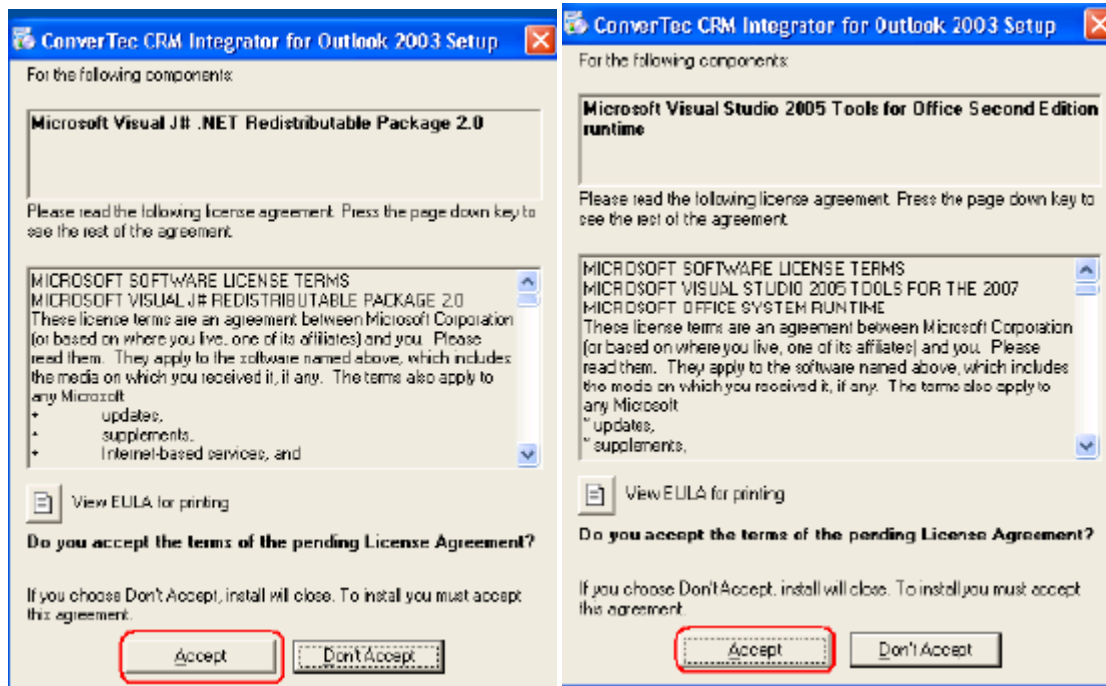 ConverTec CRM Integrator for Outlook 2003 Setup
For the following components:
Microsoft Visual J# .NET Redistributable Package 2.0
Please read the following license agreement. Press the page down key to
see the rest of the agreement.
MICROSOFT SOFTWARE LICENSE TERMS
MICROSOFT VISUAL J# REDISTRIBUTABLE PACKAGE 2.0
These license terms are an agreement between Microsoft Corporation
(or based on where you live, one of its affiliates) and you. Please
read them. They apply to the software named above, which includes
the media on which you received it, if any. The terms also apply to
any Microsoft
• updates,
• supplements,
• Internet-based services, and
View EULA for printing
Do you accept the terms of the pending License Agreement?
If you choose Don't Accept, install will close. To install you must accept
this agreement.
Accept
Don't Accept
ConverTec CRM Integrator for Outlook 2003 Setup
For the following components:
Microsoft Visual Studio 2005 Tools for Office Second Edition
runtime
Please read the following license agreement. Press the page down key to
see the rest of the agreement.
MICROSOFT SOFTWARE LICENSE TERMS
MICROSOFT VISUAL STUDIO 2005 TOOLS FOR THE 2007
MICROSOFT OFFICE SYSTEM RUNTIME
These license terms are an agreement between Microsoft Corporation
(or based on where you live, one of its affiliates) and you. Please
read them. They apply to the software named above, which includes
the media on which you received it, if any. The terms also apply to
any Microsoft
* updates,
* supplements,
View EULA for printing
Do you accept the terms of the pending License Agreement?
If you choose Don't Accept, install will close. To install you must accept
this agreement.
Accept
Don't Accept